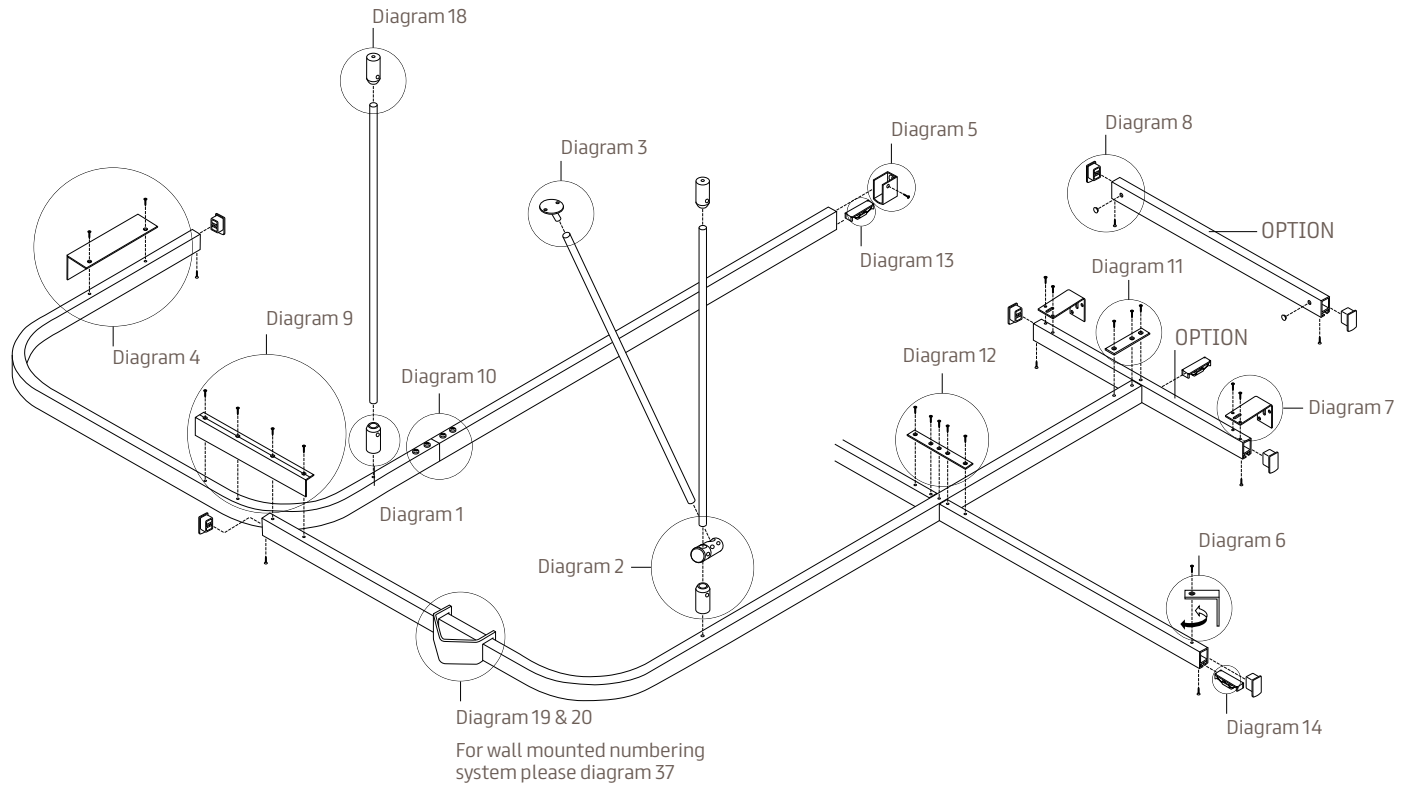 Diagram 18
Diagram 5
Diagram 8
Diagram 3
OPTION
Diagram 13
Diagram 11
Diagram 9
OPTION
Diagram 4
Diagram 12
Diagram 10
Diagram 7
Diagram 1
Diagram 6
Diagram 2
Diagram 19 & 20
Diagram 14
For wall mounted numbering
system please diagram 37